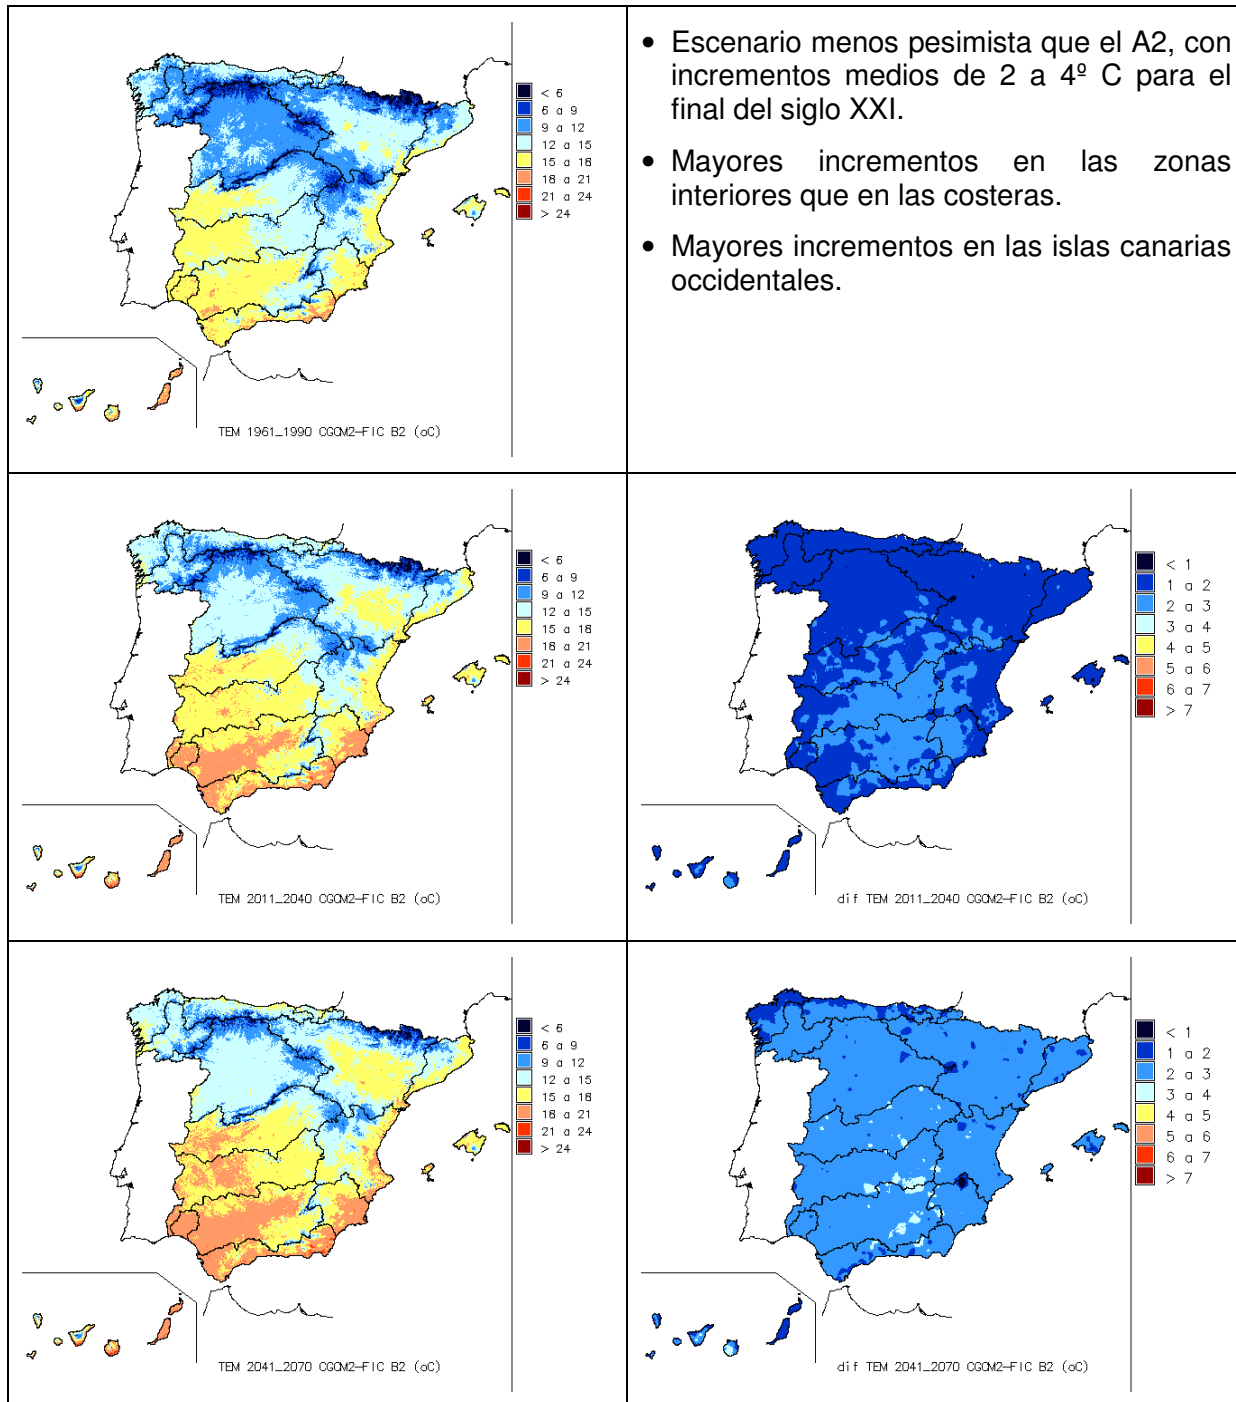 < 6
6 a 9
9 a 12
12 a 15
15 a 18
18 a 21
21 a 24
> 24
TEM 1961_1990 CGCM2-FIC B2 (oC)
• Escenario menos pesimista que el A2, con
incrementos medios de 2 a 4º C para el
final del siglo XXI.
• Mayores incrementos en las zonas
interiores que en las costeras.
• Mayores incrementos en las islas canarias
occidentales.
< 6
6 a 9
9 a 12
12 a 15
15 a 18
18 a 21
21 a 24
> 24
TEM 2011_2040 CGCM2-FIC B2 (oC)
< 1
1 a 2
2 a 3
3 a 4
4 a 5
5 a 6
6 a 7
> 7
dif TEM 2011_2040 CGCM2-FIC B2 (oC)
< 6
6 a 9
9 a 12
12 a 15
15 a 18
18 a 21
21 a 24
> 24
TEM 2041_2070 CGCM2-FIC B2 (oC)
< 1
1 a 2
2 a 3
3 a 4
4 a 5
5 a 6
6 a 7
> 7
dif TEM 2041_2070 CGCM2-FIC B2 (oC)